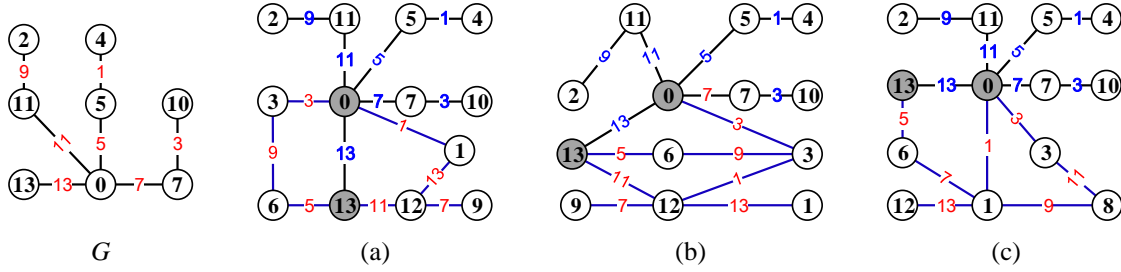 2 4
9 1
11 5 10
11 5 3
13 13 0 7 7
G
2 9 11 5 1 4
11 5
3 3 0 7 7 3 10
1
9 13 1
13
6 5 13 11 12 7 9
(a)
11 5 1 4
9 11 5
2 0 7 7 3 10
13 3
13 5 6 9 3
11 1
9 7 12 13 1
(b)
2 9 11 5 1 4
11 5
13 13 0 7 7 3 10
5 3
6 1 3
7 11
12 13 1 9 8
(c)